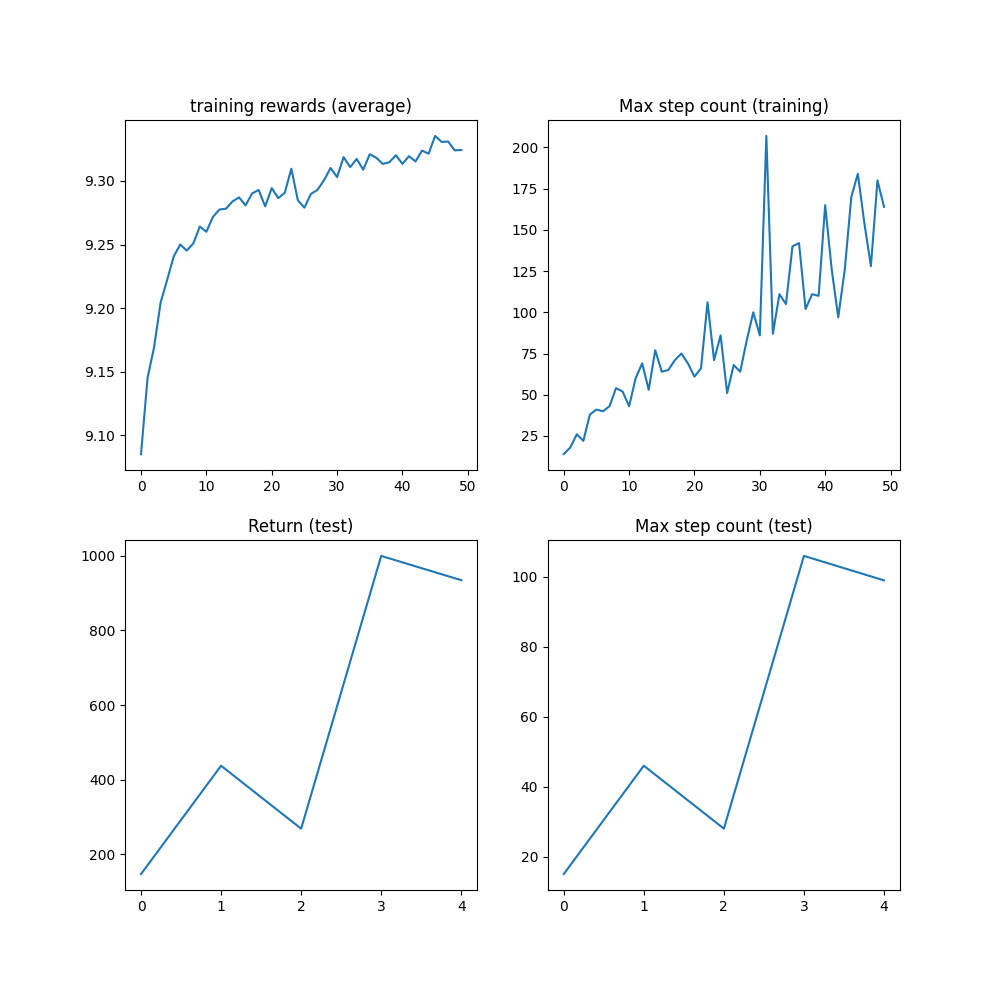 training rewards (average)
9.30
9.25
9.20
9.15
9.10
0 10 20 30 40 50
Max step count (training)
200
175
150
125
100
75
50
25
0 10 20 30 40 50
Return (test)
1000
800
600
400
200
0 1 2 3 4
Max step count (test)
100
80
60
40
20
0 1 2 3 4